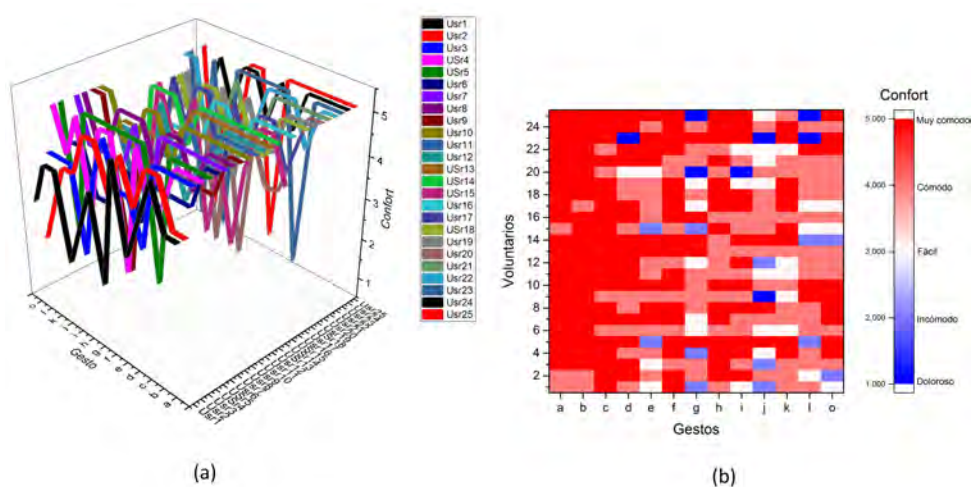 Usr1
Usr2
Usr3
USr4
USr5
Usr6
Usr7
Usr8
Usr9
Usr10
Usr11
Usr12
USr13
USr14
USr15
Usr16
Usr17
USr18
Usr19
Usr20
Usr21
Usr22
Usr23
Usr24
Usr25
5
4
3
2
1
Confort
Gesto
(a)
Voluntarios
24
22
20
18
16
14
12
10
8
6
4
2
a b c d e f g h i j k l o
Gestos
Confort
5.000 Muy comodor
4,000 Cómodo
3,000 Fácil
2,000 Incómodo
1.000 Doloroso
(b)